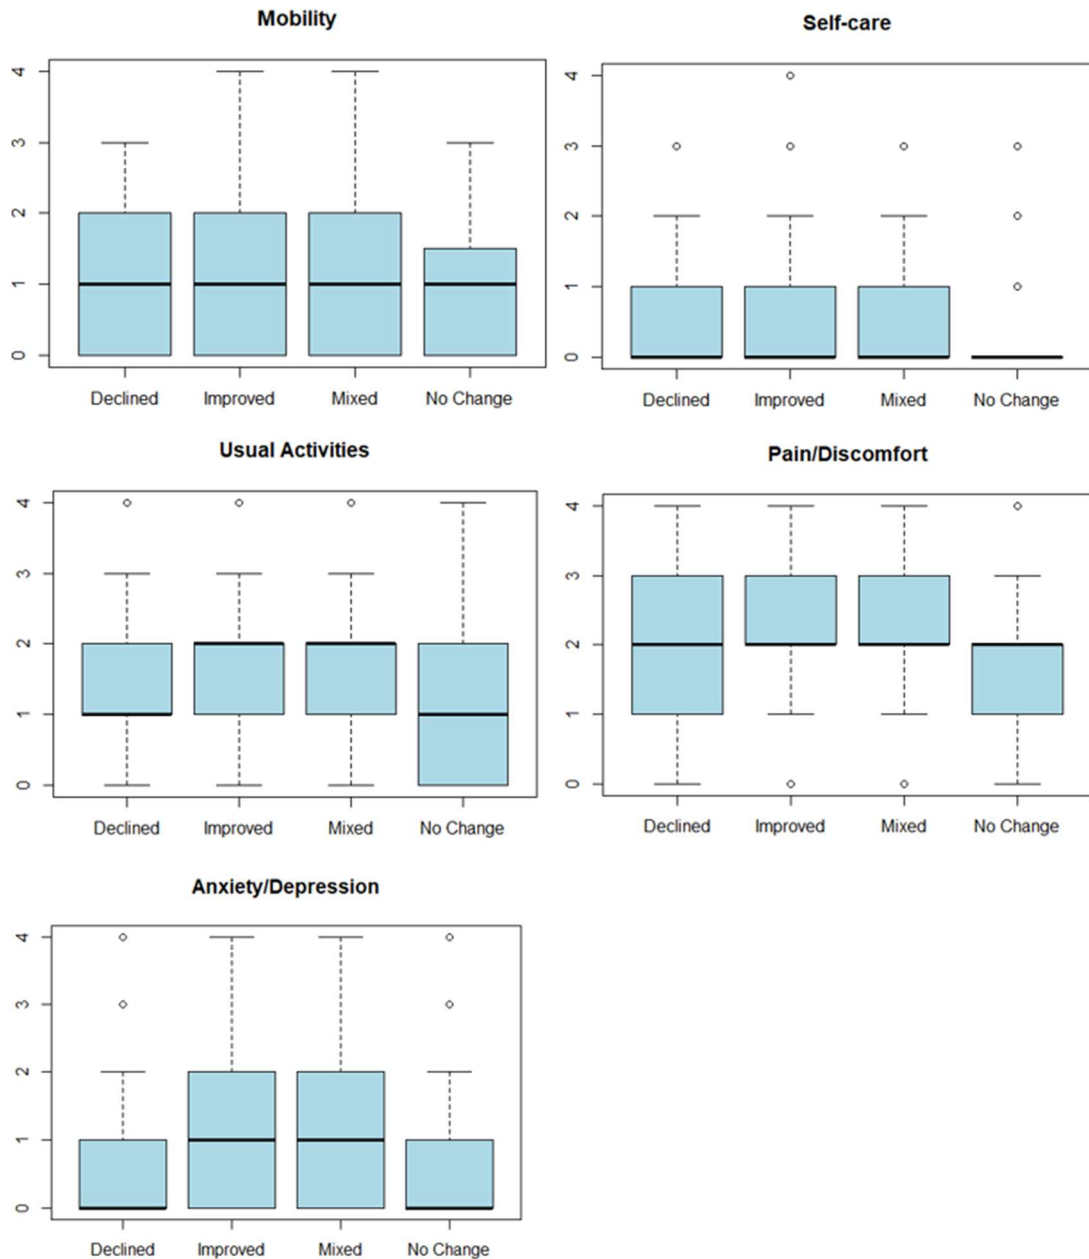 Mobility
4
3
2
1
0
Declined Improved Mixed No Change
Self-care
4
3
2
1
0
Declined Improved Mixed No Change
Usual Activities
4
3
2
1
0
Declined Improved Mixed No Change
Pain/Discomfort
4
3
2
1
0
Declined Improved Mixed No Change
Anxiety/Depression
4
3
2
1
0
Declined Improved Mixed No Change